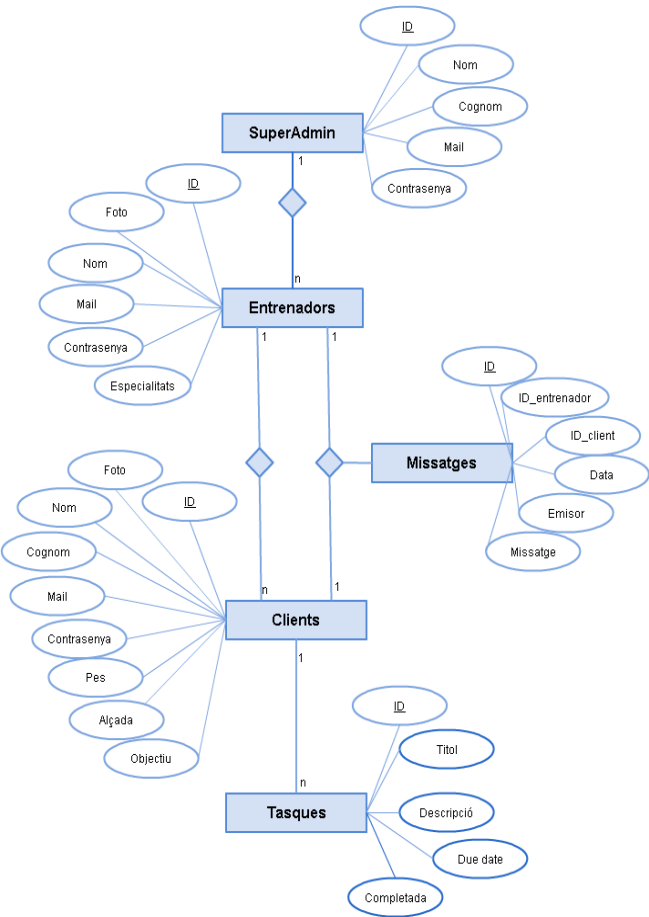 ID
Nom
Cognom
Mail
Contrasenya
SuperAdmin
1
ID
Foto
Nom
Mail
Contrasenya
Especialitats
n
Entrenadors
1
1
ID
ID_entrenador
ID_client
Data
Emisor
Missatge
Missatges
Foto
ID
Nom
Cognom
Mail
Contrasenya
Pes
Alçada
Objectiu
n
1
Clients
1
n
Tasques
ID
Titol
Descripció
Due date
Completada